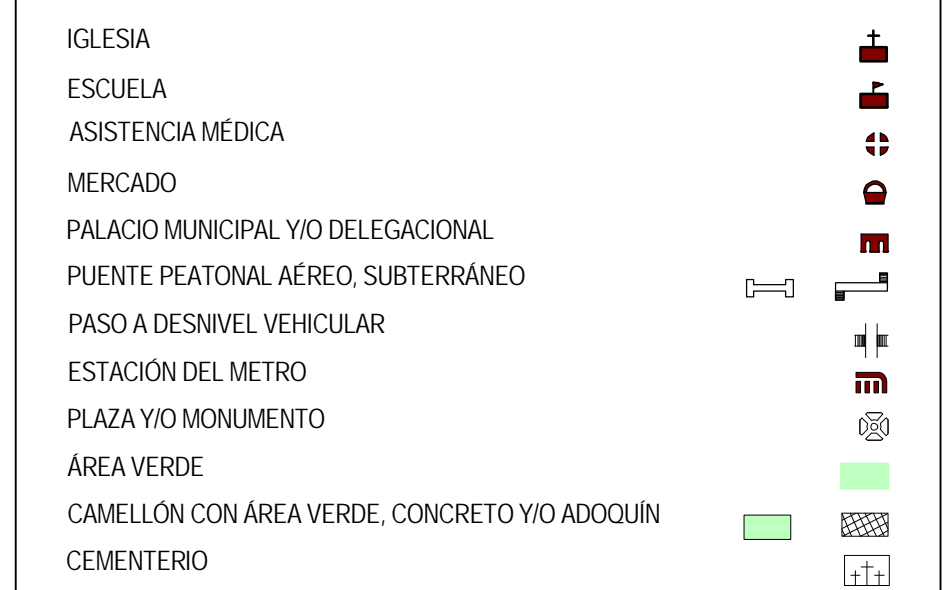 IGLESIA
ESCUELA
ASISTENCIA MÉDICA
MERCADO
PALACIO MUNICIPAL Y/O DELEGACIONAL
PUENTE PEATONAL AÉREO, SUBTERRÁNEO
PASO A DESNIVEL VEHICULAR
ESTACIÓN DEL METRO
PLAZA Y/O MONUMENTO
ÁREA VERDE
CAMELLÓN CON ÁREA VERDE, CONCRETO Y/O ADOQUÍN
CEMENTERIO